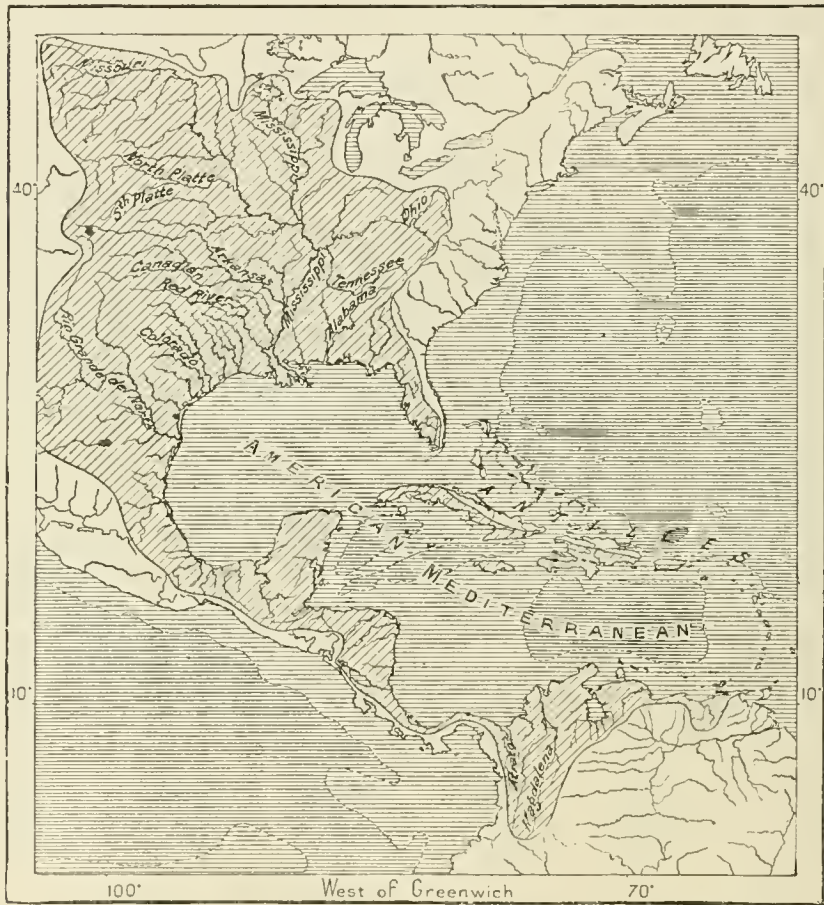 Missouri
Mississippi
North Platte
Sth Platte
40°
40°
Ohio
Arkansas
Canadian
Tennessee
Mississippi
Red River
Alabama
Colorado
Rio Grande del Norte
AMERICAN MEDITERRANEAN
ANTILLES
10°
10°
Atrato
Magdalena
100°
West of Greenwich
70°